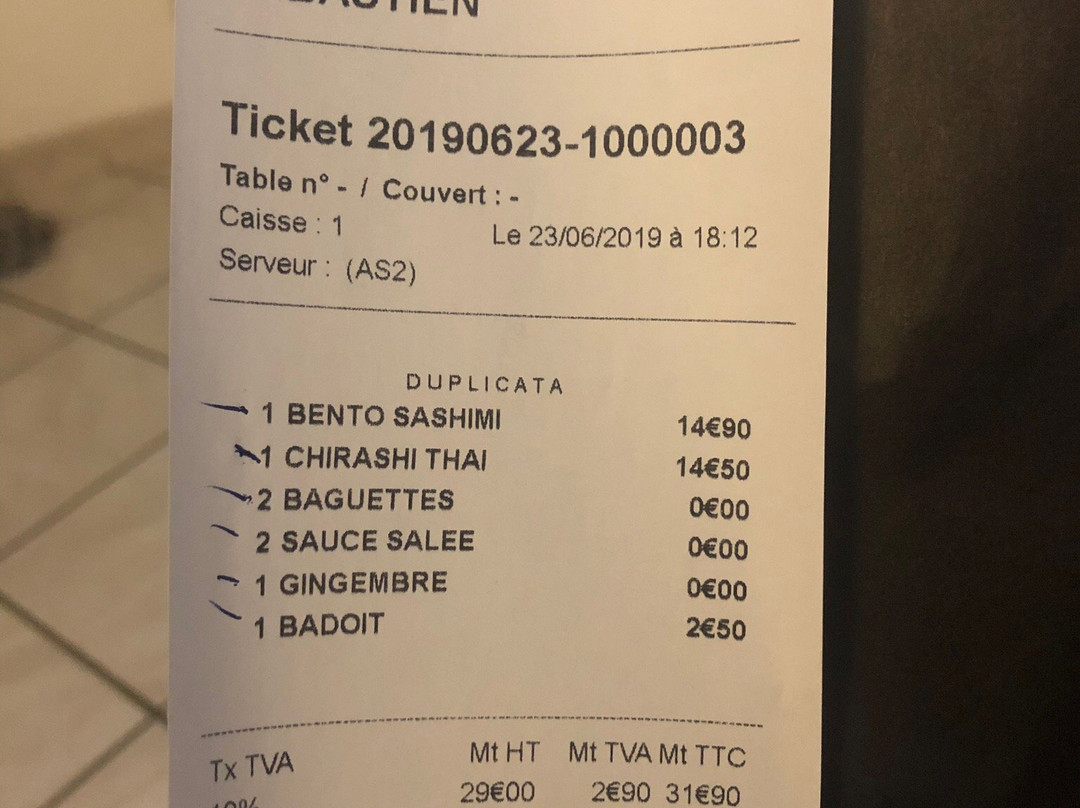 Ticket 20190623-1000003
Table n° - / Couvert : -
Caisse : 1 Le 23/06/2019 à 18:12
Serveur : (AS2)
DUPLICATA
1 BENTO SASHIMI 14€90
1 CHIRASHI THAI 14€50
2 BAGUETTES 0€00
2 SAUCE SALEE 0€00
1 GINGEMBRE 0€00
1 BADOIT 2€50
Tx TVA Mt HT Mt TVA Mt TTC
10% 29€00 2€90 31€90